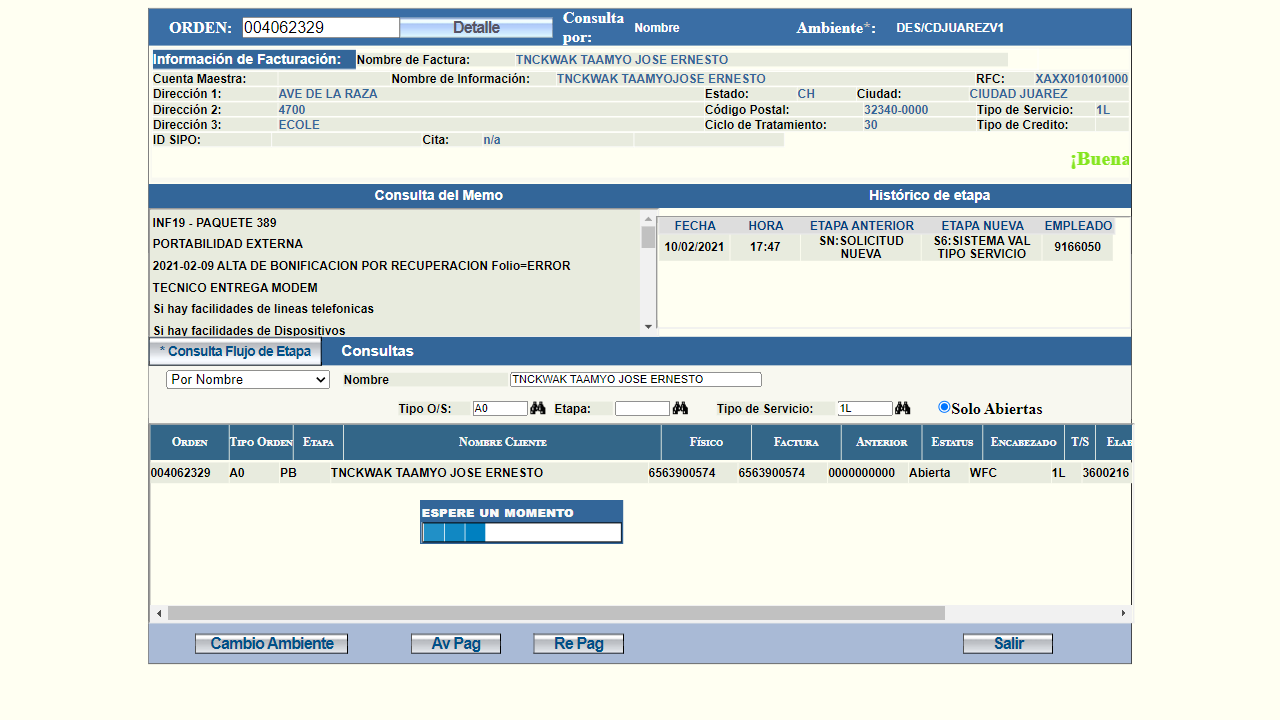 ORDEN: 004062329 Detalle Consulta por: Nombre Ambiente*: DES/CDJUAREZV1
Información de Facturación: Nombre de Factura: TNCKWAK TAAMYO JOSE ERNESTO
Cuenta Maestra: Nombre de Información: TNCKWAK TAAMYOJOSE ERNESTO RFC: XAXX010101000
Dirección 1: AVE DE LA RAZA Estado: CH Ciudad: CIUDAD JUAREZ
Dirección 2: 4700 Código Postal: 32340-0000 Tipo de Servicio: 1L
Dirección 3: ECOLE Ciclo de Tratamiento: 30 Tipo de Credito:
ID SIPO: Cita: n/a
¡Buena
Consulta del Memo
INF19 - PAQUETE 389
PORTABILIDAD EXTERNA
2021-02-09 ALTA DE BONIFICACION POR RECUPERACION Folio=ERROR
TECNICO ENTREGA MODEM
Si hay facilidades de lineas telefonicas
Si hay facilidades de Dispositivos
Histórico de etapa
FECHA HORA ETAPA ANTERIOR ETAPA NUEVA EMPLEADO
10/02/2021 17:47 SN:SOLICITUD NUEVA S6:SISTEMA VAL TIPO SERVICIO 9166050
* Consulta Flujo de Etapa Consultas
Por Nombre Nombre TNCKWAK TAAMYO JOSE ERNESTO
Tipo O/S: A0 Etapa: Tipo de Servicio: 1L Solo Abiertas
Orden Tipo Orden Etapa Nombre Cliente Físico Factura Anterior Estatus Encabezado T/S Elab
004062329 A0 PB TNCKWAK TAAMYO JOSE ERNESTO 6563900574 6563900574 0000000000 Abierta WFC 1L 3600216
ESPERE UN MOMENTO
Cambio Ambiente Av Pag Re Pag Salir